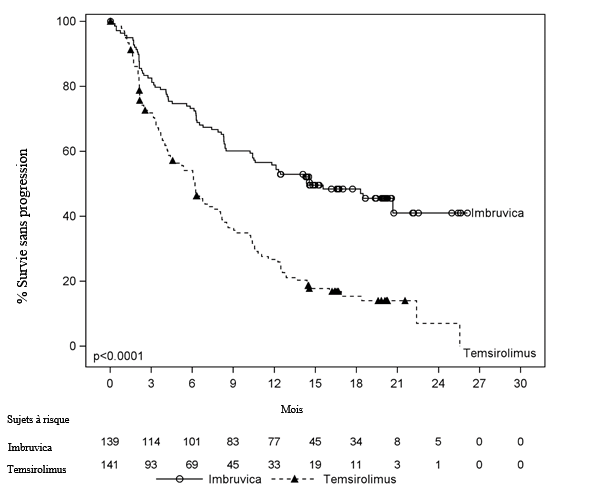 % Survie sans progression
100
80
60
40
20
0
Imbruvica
Temsirolimus
p<0.0001
0 3 6 9 12 15 18 21 24 27 30
Mois
Sujets à risque
Imbruvica 139 114 101 83 77 45 34 8 5 0 0
Temsirolimus 141 93 69 45 33 19 11 3 1 0 0
Imbruvica Temsirolimus